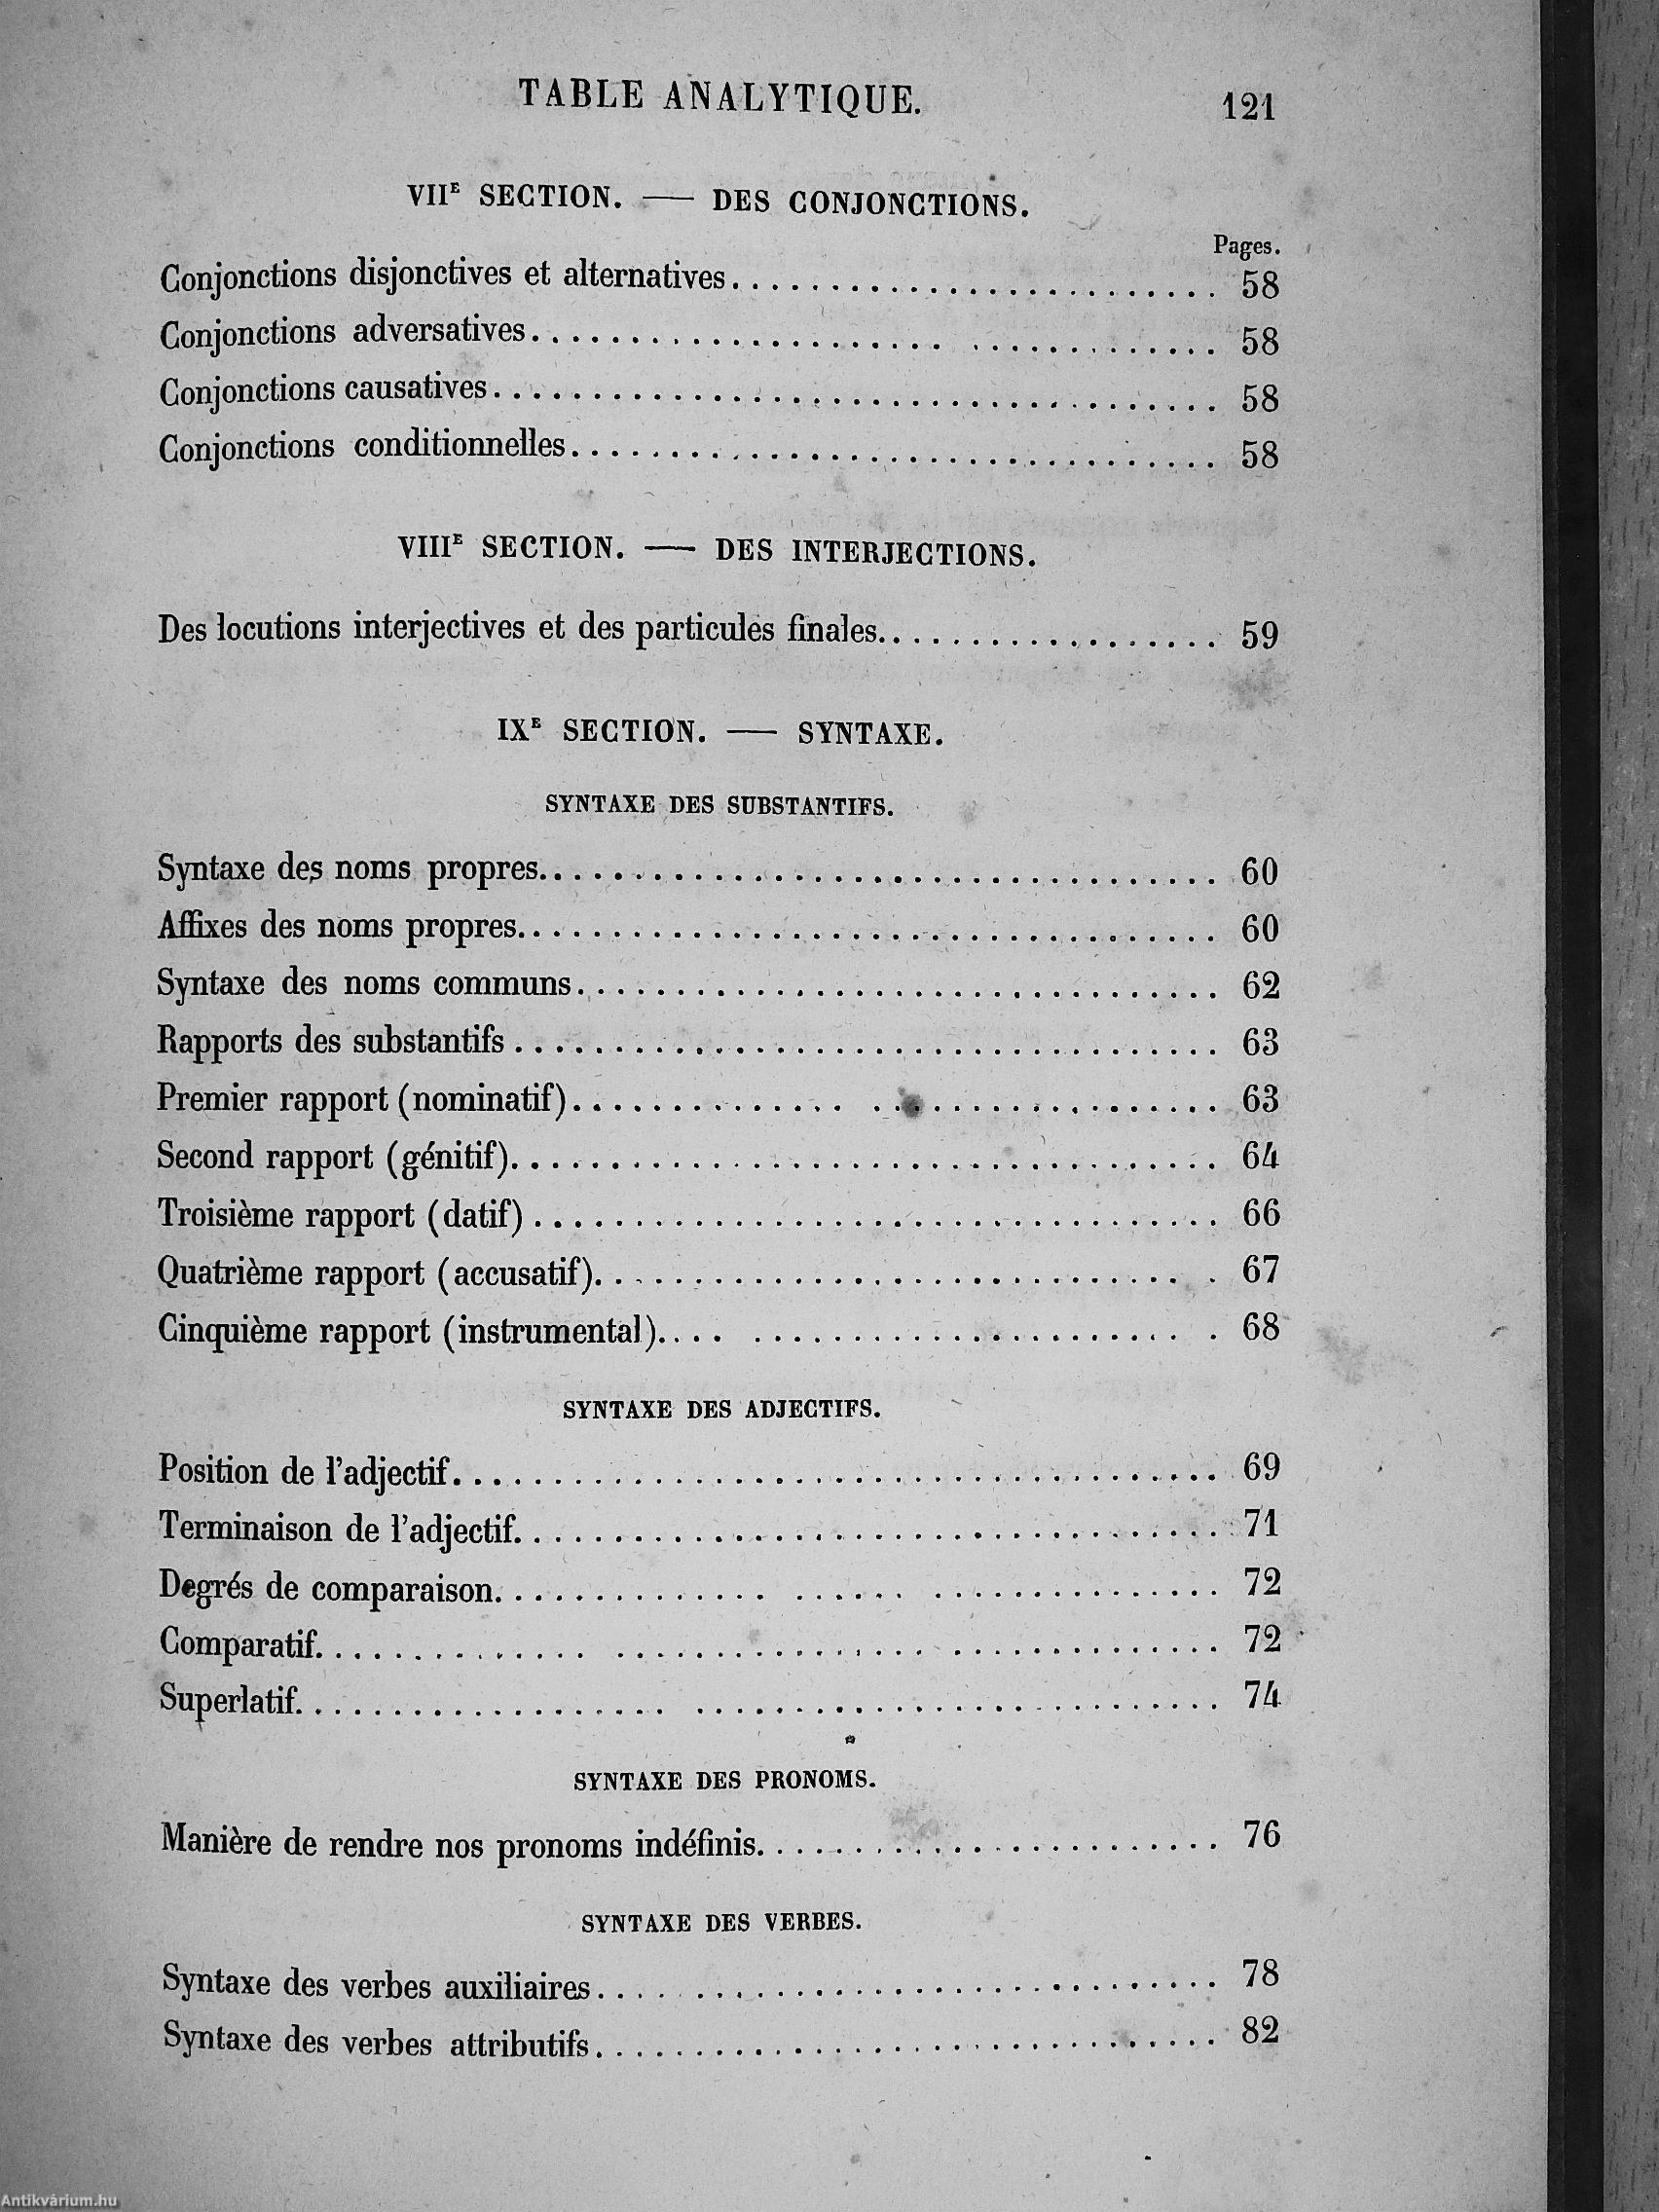 TABLE ANALYTIQUE. 121
VIIE SECTION. — DES CONJONCTIONS.
Pages.
Conjonctions disjonctives et alternatives. 58
Conjonctions adversatives. 58
Conjonctions causatives. 58
Conjonctions conditionnelles. 58
VIIIE SECTION. — DES INTERJECTIONS.
Des locutions interjectives et des particules finales. 59
IXE SECTION. — SYNTAXE.
SYNTAXE DES SUBSTANTIFS.
Syntaxe des noms propres. 60
Affixes des noms propres. 60
Syntaxe des noms communs. 62
Rapports des substantifs . 63
Premier rapport (nominatif). 63
Second rapport (génitif). 64
Troisième rapport (datif) . 66
Quatrième rapport (accusatif). 67
Cinquième rapport (instrumental). 68
SYNTAXE DES ADJECTIFS.
Position de l'adjectif. 69
Terminaison de l'adjectif. 71
Degrés de comparaison. 72
Comparatif. 72
Superlatif. 74
SYNTAXE DES PRONOMS.
Manière de rendre nos pronoms indéfinis. 76
SYNTAXE DES VERBES.
Syntaxe des verbes auxiliaires. 78
Syntaxe des verbes attributifs. 82
Antikvárium.hu